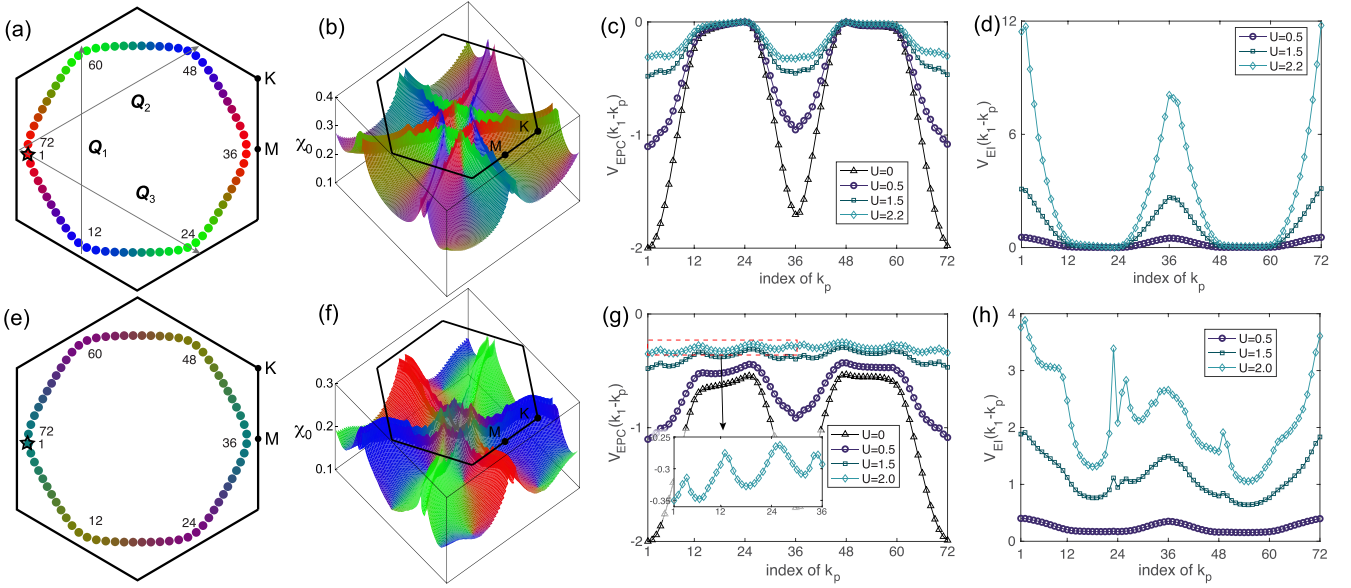 (a)
60
48
K
Q2
72
1
Q1
36
M
Q3
12
24
(b)
0.4
0.3
χ0
0.2
0.1
K
M
(c)
0
-1
-2
VEPC(k1-kp)
U=0
U=0.5
U=1.5
U=2.2
1 12 24 36 48 60 72
index of kp
(d)
12
6
0
VEI(k1-kp)
U=0.5
U=1.5
U=2.2
1 12 24 36 48 60 72
index of kp
(e)
60
48
K
72
1
36
M
12
24
(f)
0.3
0.2
χ0
0.1
K
M
(g)
0
-1
-2
VEPC(k1-kp)
U=0
U=0.5
U=1.5
U=2.0
-0.25
-0.3
-0.35
1 12 24 36
1 12 24 36 48 60 72
index of kp
(h)
4
3
2
1
0
VEI(k1-kp)
U=0.5
U=1.5
U=2.0
1 12 24 36 48 60 72
index of kp